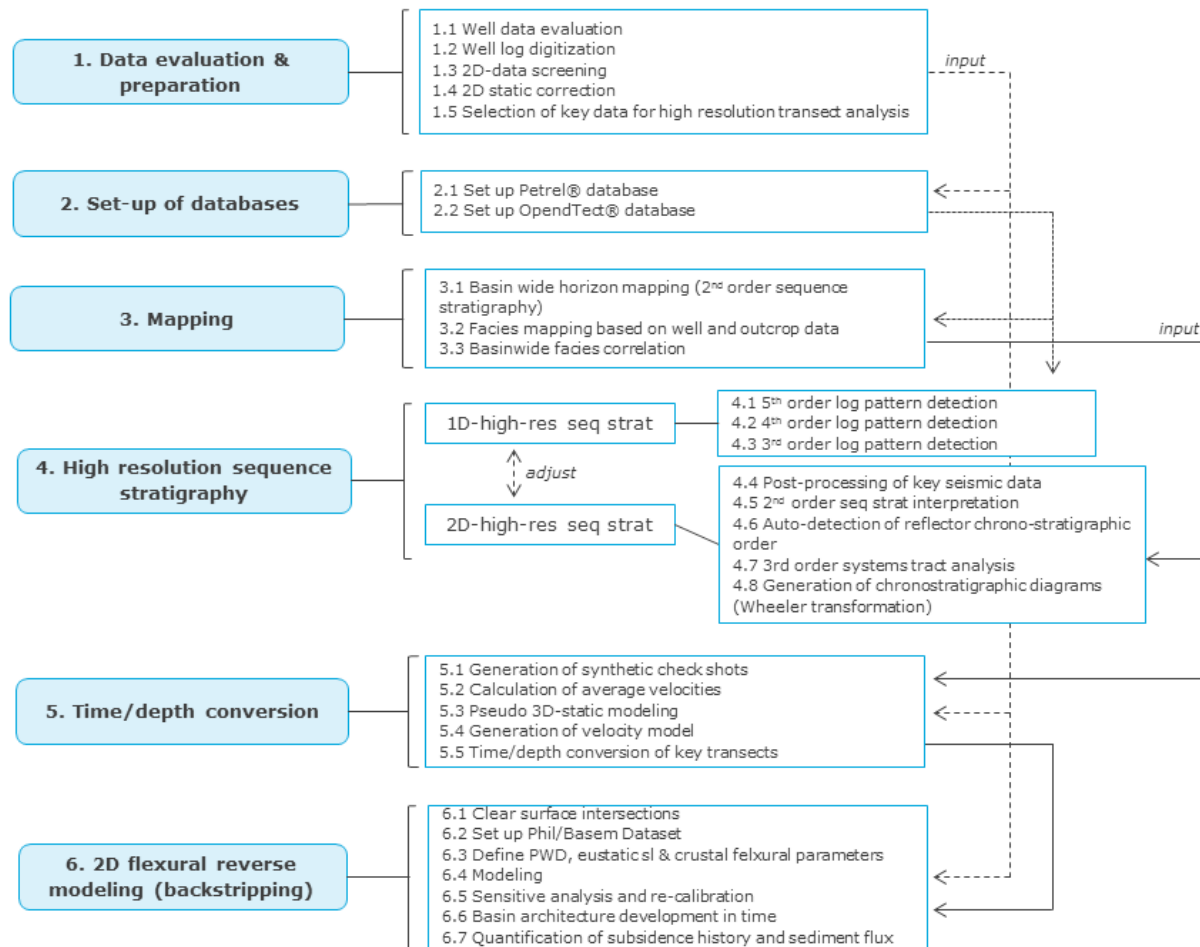 1. Data evaluation &
preparation
1.1 Well data evaluation
1.2 Well log digitization
1.3 2D-data screening
1.4 2D static correction
1.5 Selection of key data for high resolution transect analysis
input
2. Set-up of databases
2.1 Set up Petrel® database
2.2 Set up OpendTect® database
3. Mapping
3.1 Basin wide horizon mapping (2nd order sequence
stratigraphy)
3.2 Facies mapping based on well and outcrop data
3.3 Basinwide facies correlation
input
4. High resolution sequence
stratigraphy
1D-high-res seq strat
adjust
2D-high-res seq strat
4.1 5th order log pattern detection
4.2 4th order log pattern detection
4.3 3rd order log pattern detection
4.4 Post-processing of key seismic data
4.5 2nd order seq strat interpretation
4.6 Auto-detection of reflector chrono-stratigraphic
order
4.7 3rd order systems tract analysis
4.8 Generation of chronostratigraphic diagrams
(Wheeler transformation)
5. Time/depth conversion
5.1 Generation of synthetic check shots
5.2 Calculation of average velocities
5.3 Pseudo 3D-static modeling
5.4 Generation of velocity model
5.5 Time/depth conversion of key transects
6. 2D flexural reverse
modeling (backstripping)
6.1 Clear surface intersections
6.2 Set up Phil/Basem Dataset
6.3 Define PWD, eustatic sl & crustal felxural parameters
6.4 Modeling
6.5 Sensitive analysis and re-calibration
6.6 Basin architecture development in time
6.7 Quantification of subsidence history and sediment flux